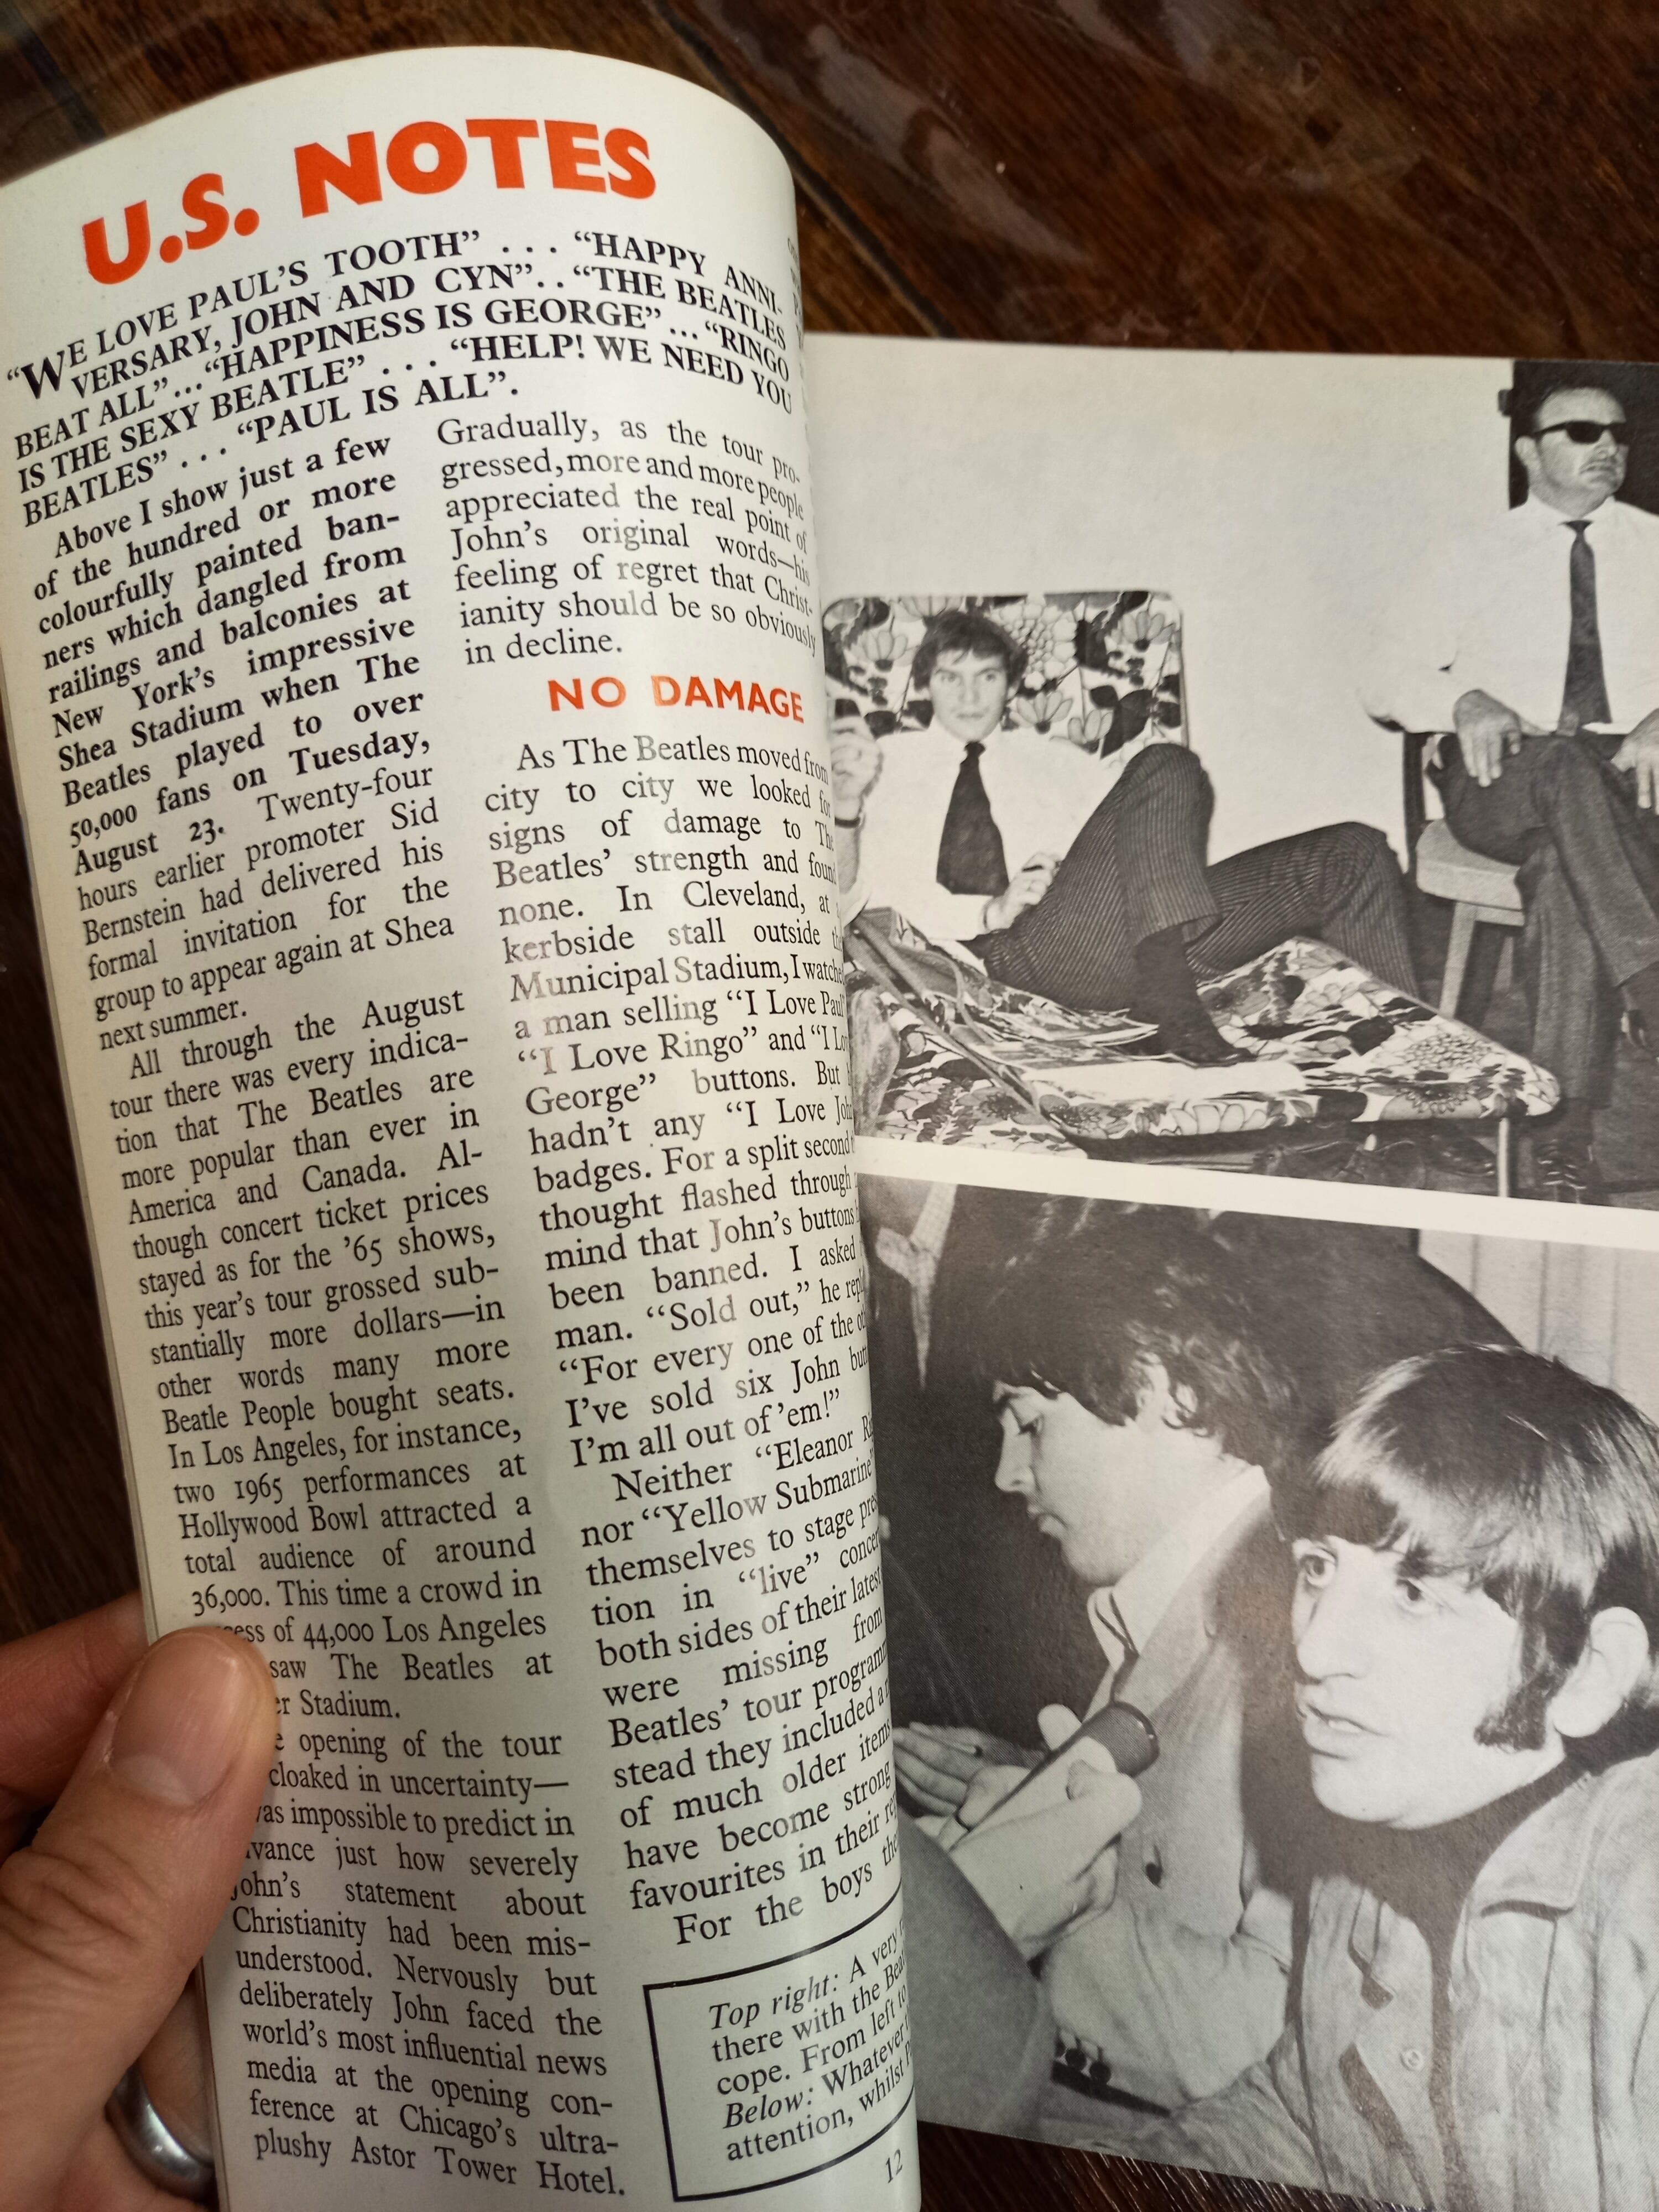 U.S. NOTES
"WE LOVE PAUL'S TOOTH" . . . "HAPPY ANNI-
VERSARY, JOHN AND CYN". . "THE BEATLES
BEAT ALL"..."HAPPINESS IS GEORGE"..."RINGO
IS THE SEXY BEATLE" . . . "HELP! WE NEED YOU
BEATLES" . . . "PAUL IS ALL".
Above I show just a few
of the hundred or more
colourfully painted ban-
ners which dangled from
railings and balconies at
New York's impressive
Shea Stadium when The
Beatles played to over
50,000 fans on Tuesday,
August 23. Twenty-four
hours earlier promoter Sid
Bernstein had delivered his
formal invitation for the
group to appear again at Shea
next summer.
All through the August
tour there was every indica-
tion that The Beatles are
more popular than ever in
America and Canada. Al-
though concert ticket prices
stayed as for the '65 shows,
this year's tour grossed sub-
stantially more dollars—in
other words many more
Beatle People bought seats.
In Los Angeles, for instance,
two 1965 performances at
Hollywood Bowl attracted a
total audience of around
36,000. This time a crowd in
of 44,000 Los Angeles
saw The Beatles at
Stadium.
opening of the tour
cloaked in uncertainty—
was impossible to predict in
just how severely
John's statement about
Christianity had been mis-
understood. Nervously but
deliberately John faced the
world's most influential news
media at the opening con-
ference at Chicago's ultra-
plushy Astor Tower Hotel.
Gradually, as the tour pro-
gressed, more and more people
appreciated the real point of
John's original words—his
feeling of regret that Christ-
ianity should be so obviously
in decline.
NO DAMAGE
As The Beatles moved from
city to city we looked for
signs of damage to The
Beatles' strength and found
none. In Cleveland, at
kerbside stall outside
Municipal Stadium, I watched
a man selling "I Love Paul"
"I Love Ringo" and "I
George" buttons. But
hadn't any "I Love John
badges. For a split second
thought flashed through
mind that John's buttons
been banned. I asked
man. "Sold out," he
"For every one of the
I've sold six John
I'm all out of 'em!"
Neither "Eleanor
nor "Yellow Submarine"
themselves to stage
in "live"
both sides of their latest
were missing from
Beatles' tour
stead they included
of much older items
have become strong
favourites in their
For the boys
Top right: A very
there with the
cope. From left to
Below: Whatever
attention, whilst
12